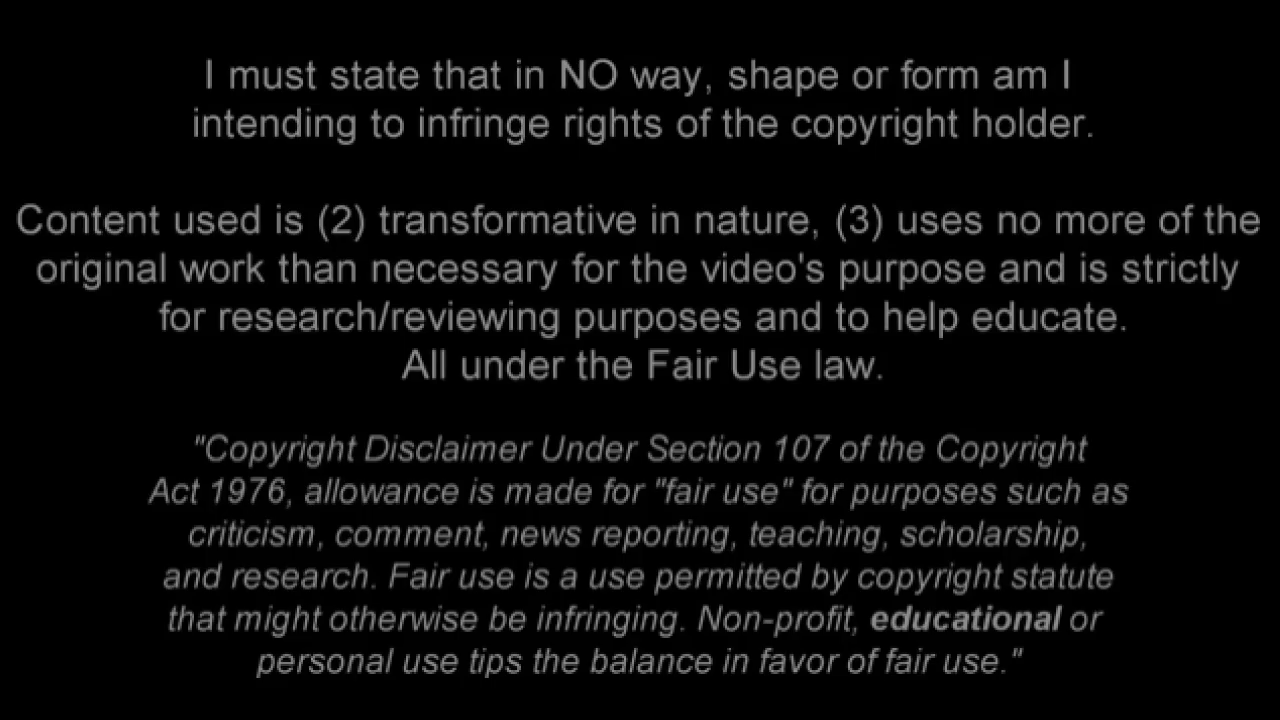 I must state that in NO way, shape or form am I
intending to infringe rights of the copyright holder.
Content used is (2) transformative in nature, (3) uses no more of the
original work than necessary for the video's purpose and is strictly
for research/reviewing purposes and to help educate.
All under the Fair Use law.
"Copyright Disclaimer Under Section 107 of the Copyright
Act 1976, allowance is made for "fair use" for purposes such as
criticism, comment, news reporting, teaching, scholarship,
and research. Fair use is a use permitted by copyright statute
that might otherwise be infringing. Non-profit, educational or
personal use tips the balance in favor of fair use."